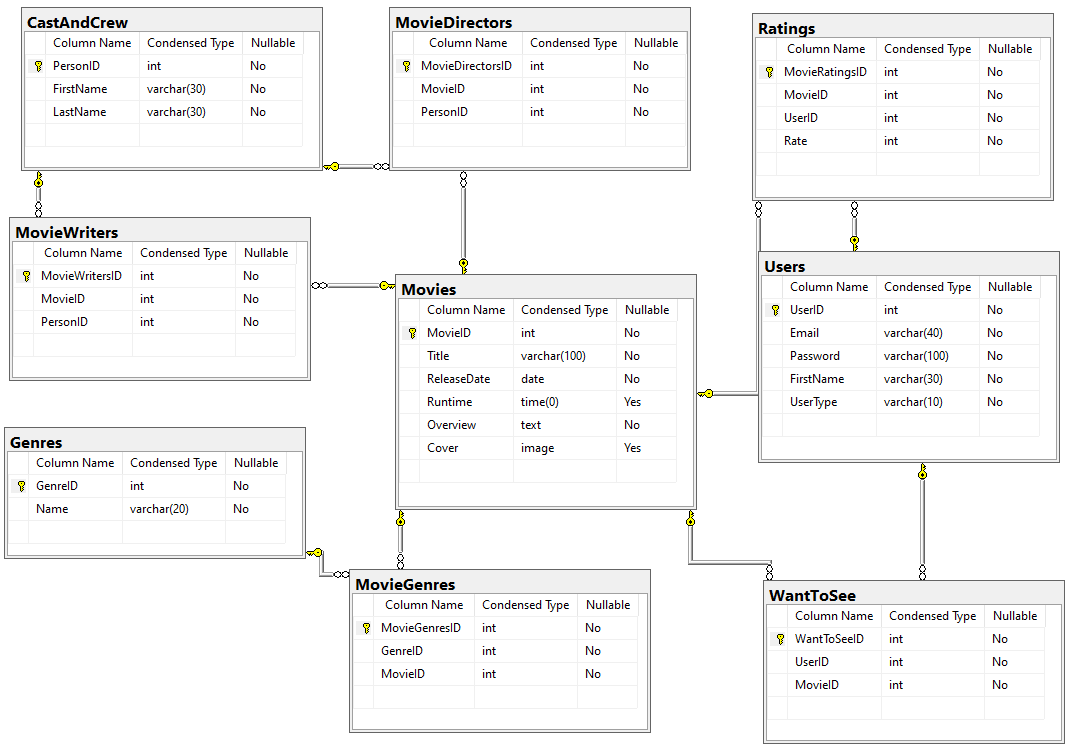 CastAndCrew
Column Name Condensed Type Nullable
PersonID int No
FirstName varchar(30) No
LastName varchar(30) No
MovieDirectors
Column Name Condensed Type Nullable
MovieDirectorsID int No
MovieID int No
PersonID int No
Ratings
Column Name Condensed Type Nullable
MovieRatingsID int No
MovieID int No
UserID int No
Rate int No
MovieWriters
Column Name Condensed Type Nullable
MovieWritersID int No
MovieID int No
PersonID int No
Movies
Column Name Condensed Type Nullable
MovieID int No
Title varchar(100) No
ReleaseDate date No
Runtime time(0) Yes
Overview text No
Cover image Yes
Users
Column Name Condensed Type Nullable
UserID int No
Email varchar(40) No
Password varchar(100) No
FirstName varchar(30) No
UserType varchar(10) No
Genres
Column Name Condensed Type Nullable
GenreID int No
Name varchar(20) No
MovieGenres
Column Name Condensed Type Nullable
MovieGenresID int No
GenreID int No
MovieID int No
WantToSee
Column Name Condensed Type Nullable
WantToSeeID int No
UserID int No
MovieID int No